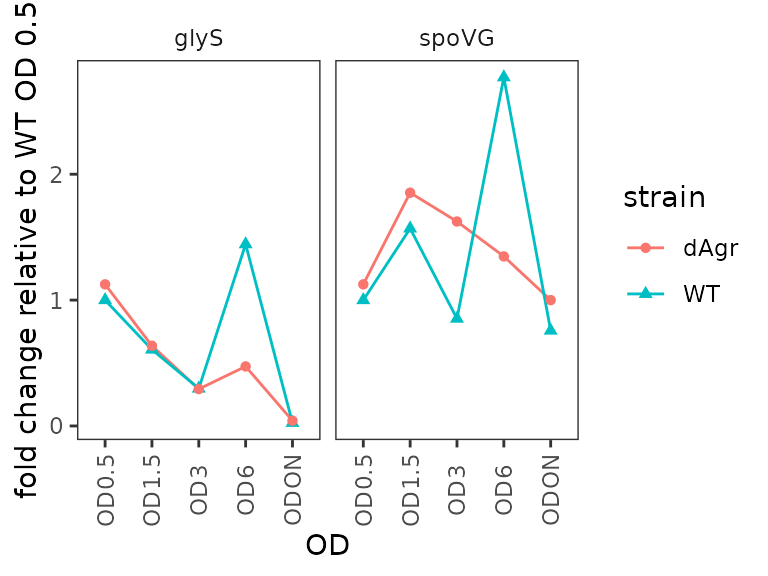 glyS
spoVG
fold change relative to WT OD 0.5
2
1
0
OD0.5
OD1.5
OD3
OD6
ODON
OD0.5
OD1.5
OD3
OD6
ODON
OD
strain
dAgr
WT